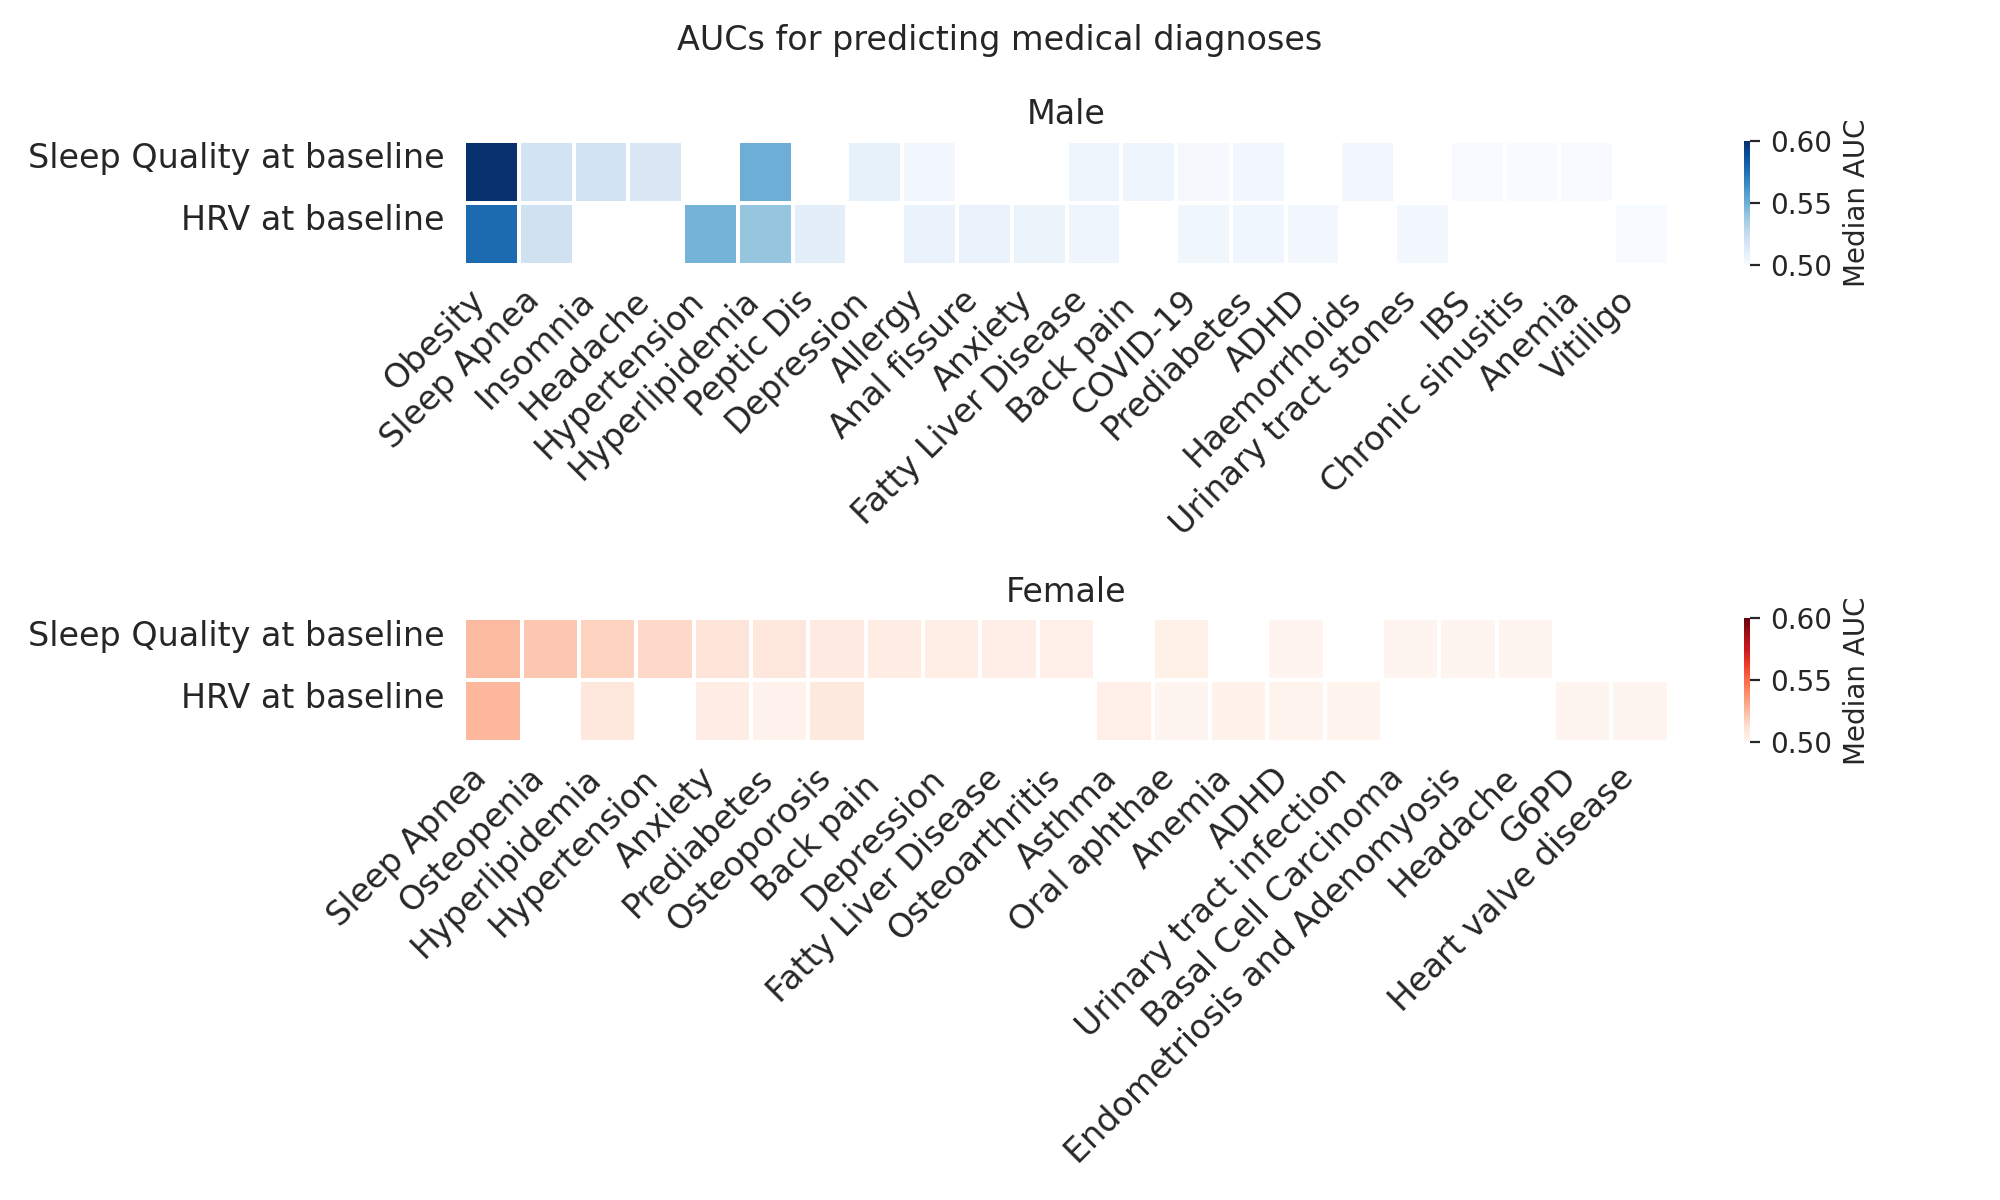 AUCs for predicting medical diagnoses
Male
Sleep Quality at baseline
HRV at baseline
Obesity
Sleep Apnea
Insomnia
Headache
Hypertension
Hyperlipidemia
Peptic Dis
Depression
Allergy
Anal fissure
Anxiety
Fatty Liver Disease
Back pain
COVID-19
Prediabetes
ADHD
Haemorrhoids
Urinary tract stones
IBS
Chronic sinusitis
Anemia
Vitiligo
0.60
0.55
0.50
Median AUC
Female
Sleep Quality at baseline
HRV at baseline
Sleep Apnea
Osteopenia
Hyperlipidemia
Hypertension
Anxiety
Prediabetes
Osteoporosis
Back pain
Depression
Fatty Liver Disease
Osteoarthritis
Asthma
Oral aphthae
Anemia
ADHD
Urinary tract infection
Basal Cell Carcinoma
Endometriosis and Adenomyosis
Headache
G6PD
Heart valve disease
0.60
0.55
0.50
Median AUC